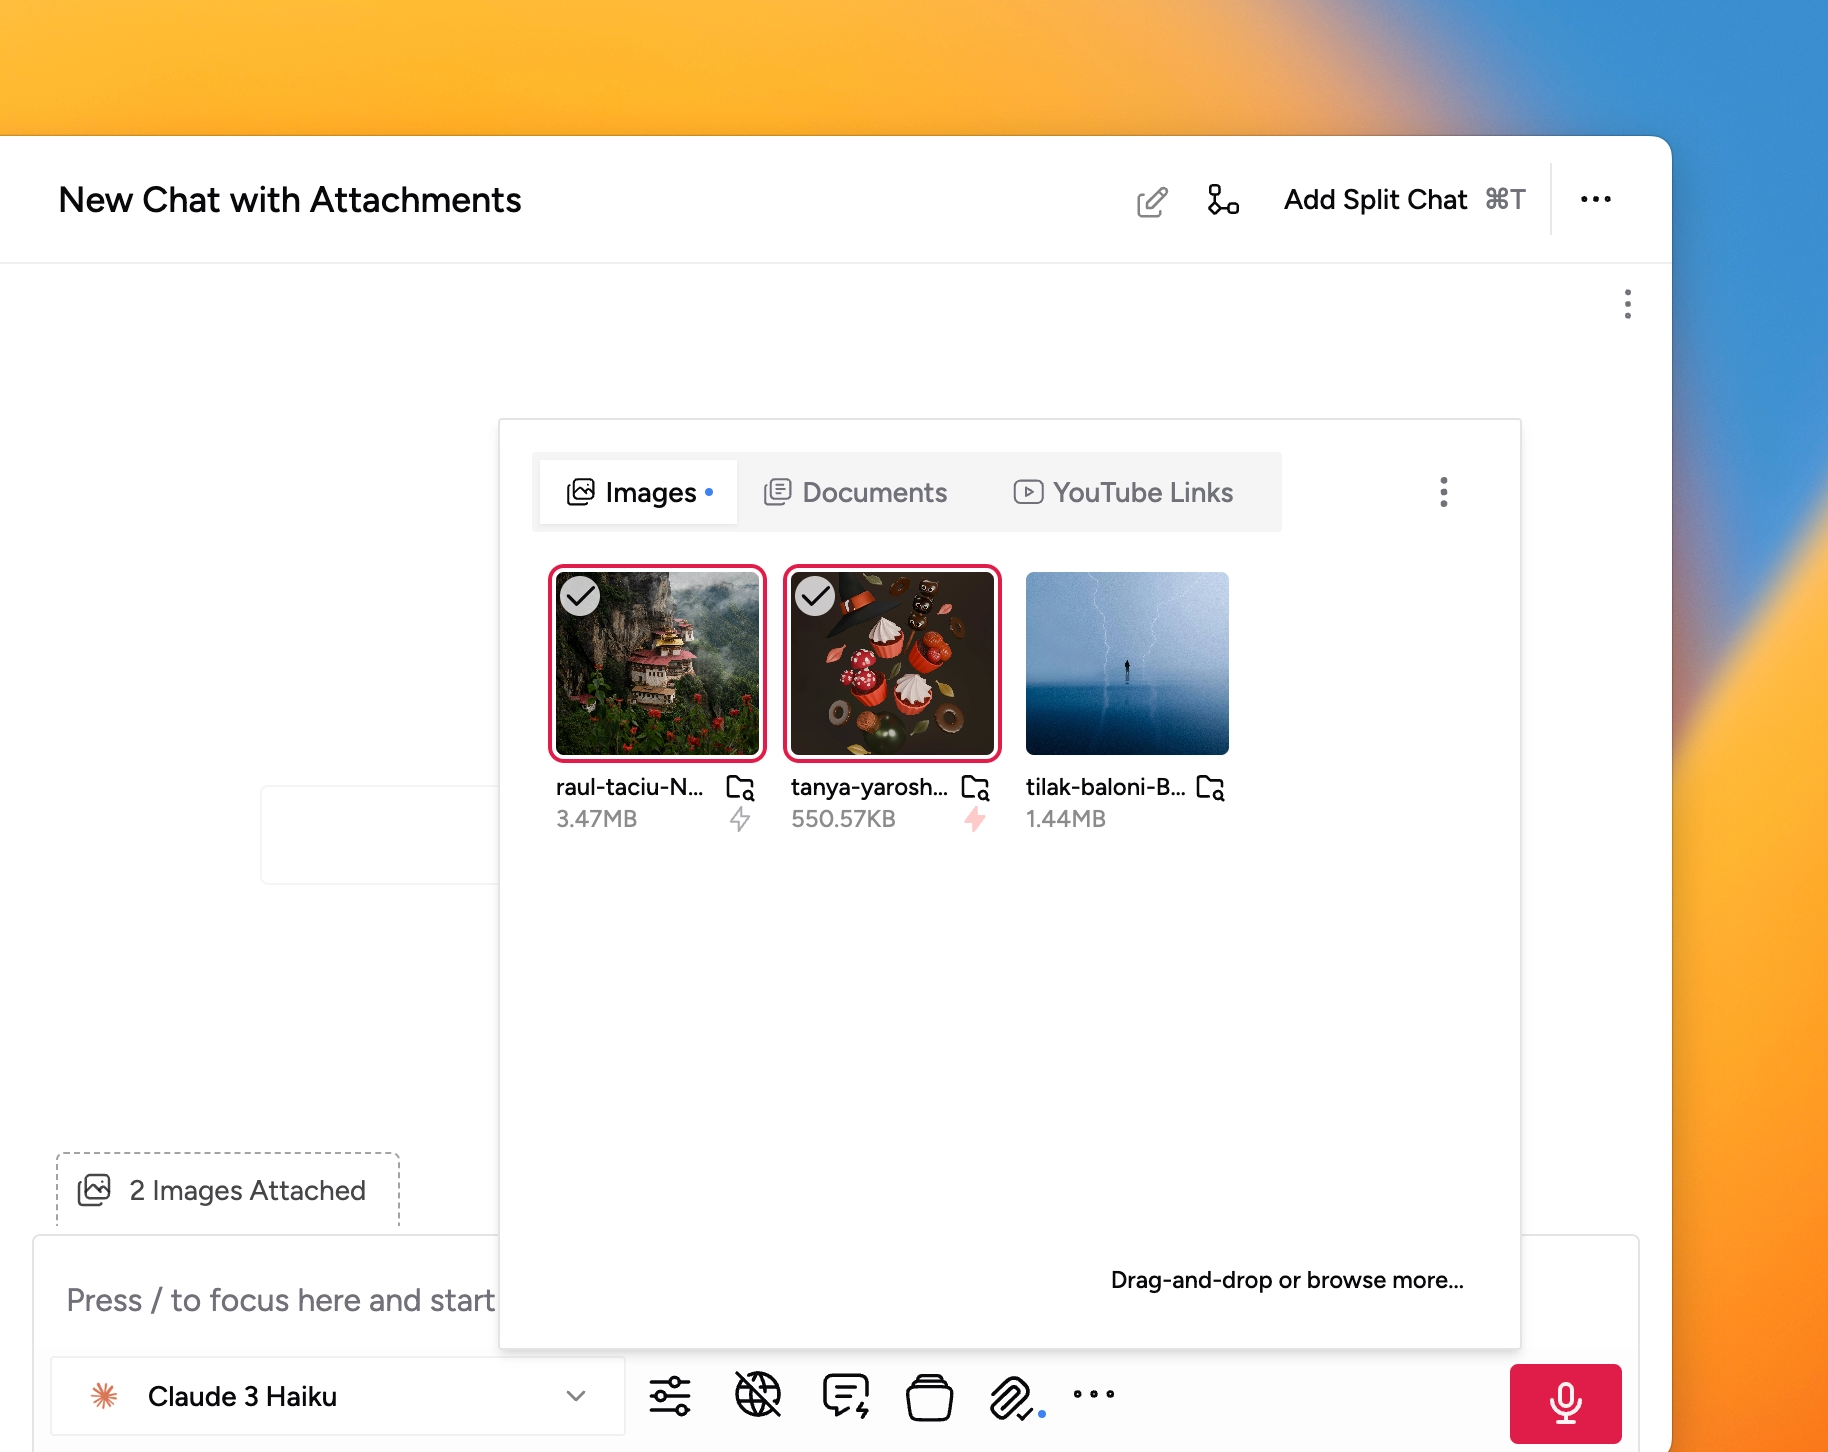 New Chat with Attachments
Add Split Chat ⌘T
Images
Documents
YouTube Links
raul-taciu-N...
3.47MB
tanya-yarosh...
550.57KB
tilak-baloni-B...
1.44MB
2 Images Attached
Drag-and-drop or browse more...
Press / to focus here and start
Claude 3 Haiku